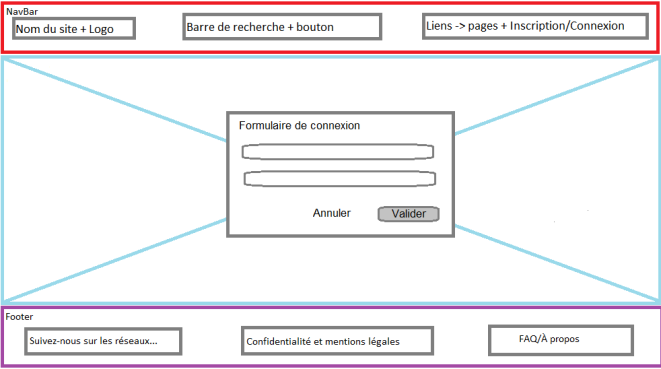 NavBar
Nom du site + Logo
Barre de recherche + bouton
Liens -> pages + Inscription/Connexion
Formulaire de connexion
Annuler
Valider
Footer
Suivez-nous sur les réseaux...
Confidentialité et mentions légales
FAQ/À propos